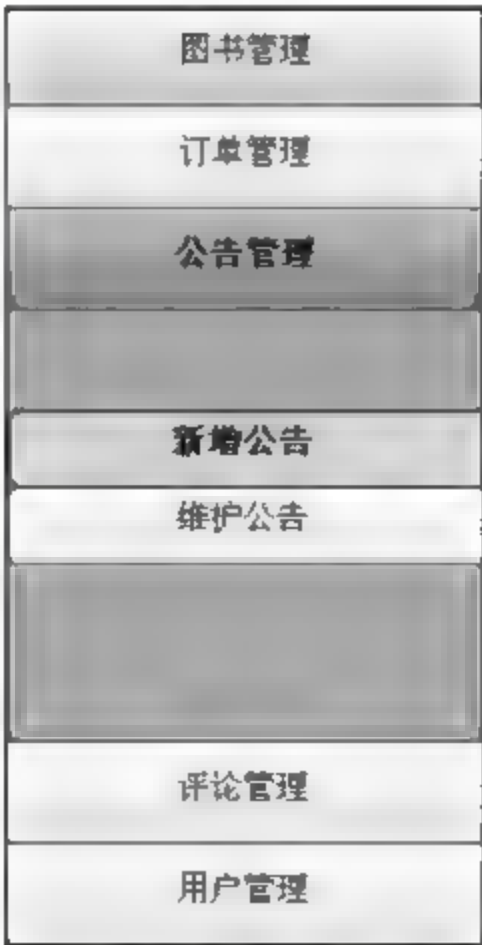 图书管理
订单管理
公告管理
新增公告
维护公告
评论管理
用户管理